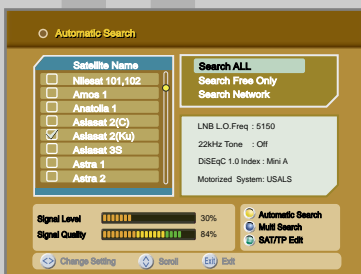 Automatic Search
Satellite Name
Nilesat 101,102
Amos 1
Anatolia 1
Asiasat 2(C)
Asiasat 2(Ku)
Asiasat 3S
Astra 1
Astra 2
Search ALL
Search Free Only
Search Network
LNB L.O.Freq : 5150
22kHz Tone : Off
DiSEqC 1.0 Index : Mini A
Motorized System: USALS
Signal Level 30%
Signal Quality 84%
Automatic Search
Multi Search
SAT/TP Edit
<> Change Setting Scroll Exit Exit